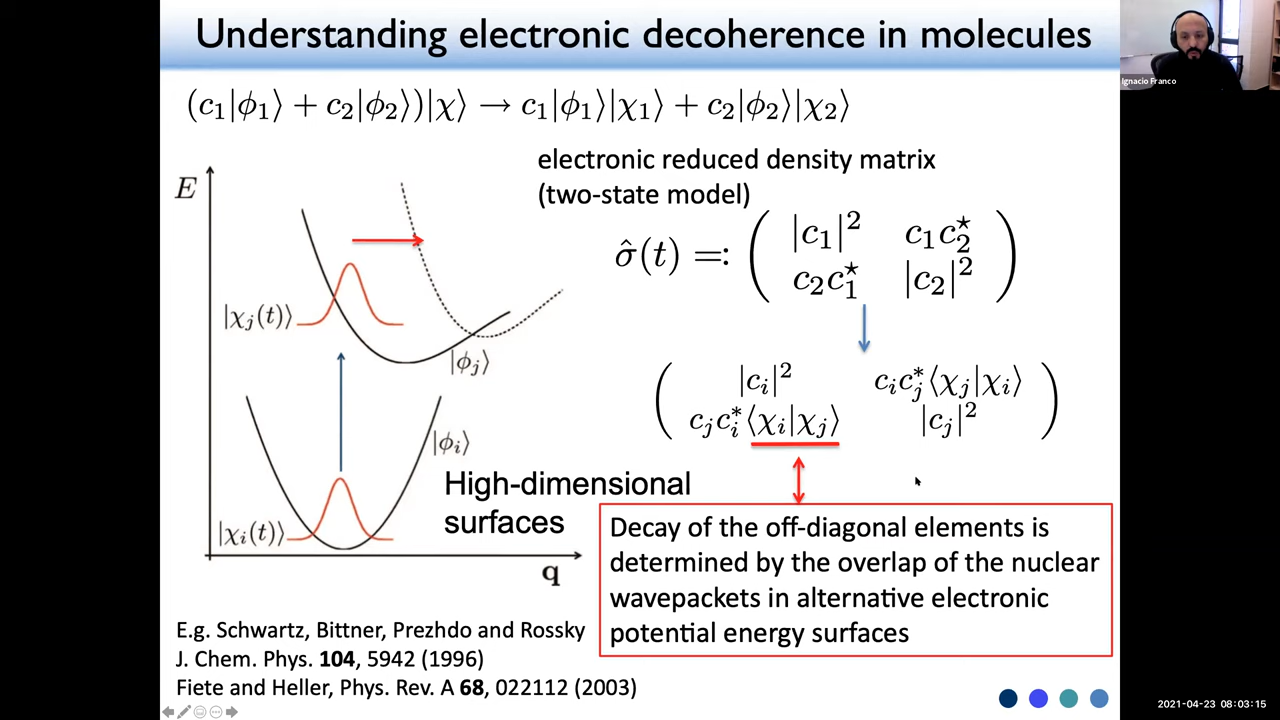 Understanding electronic decoherence in molecules
Ignacio Franco
(c₁|ϕ₁⟩ + c₂|ϕ₂⟩)|χ⟩ → c₁|ϕ₁⟩|χ₁⟩ + c₂|ϕ₂⟩|χ₂⟩
electronic reduced density matrix
(two-state model)
E
σ̂(t) =: ( |c₁|² c₁c₂⋆
c₂c₁⋆ |c₂|² )
|χⱼ(t)⟩
|ϕⱼ⟩
( |cᵢ|² cᵢcⱼ*⟨χⱼ|χᵢ⟩
cⱼcᵢ*⟨χᵢ|χⱼ⟩ |cⱼ|² )
|ϕᵢ⟩
|χᵢ(t)⟩
q
High-dimensional
surfaces
Decay of the off-diagonal elements is
determined by the overlap of the nuclear
wavepackets in alternative electronic
potential energy surfaces
E.g. Schwartz, Bittner, Prezhdo and Rossky
J. Chem. Phys. 104, 5942 (1996)
Fiete and Heller, Phys. Rev. A 68, 022112 (2003)
2021-04-23 08:03:15